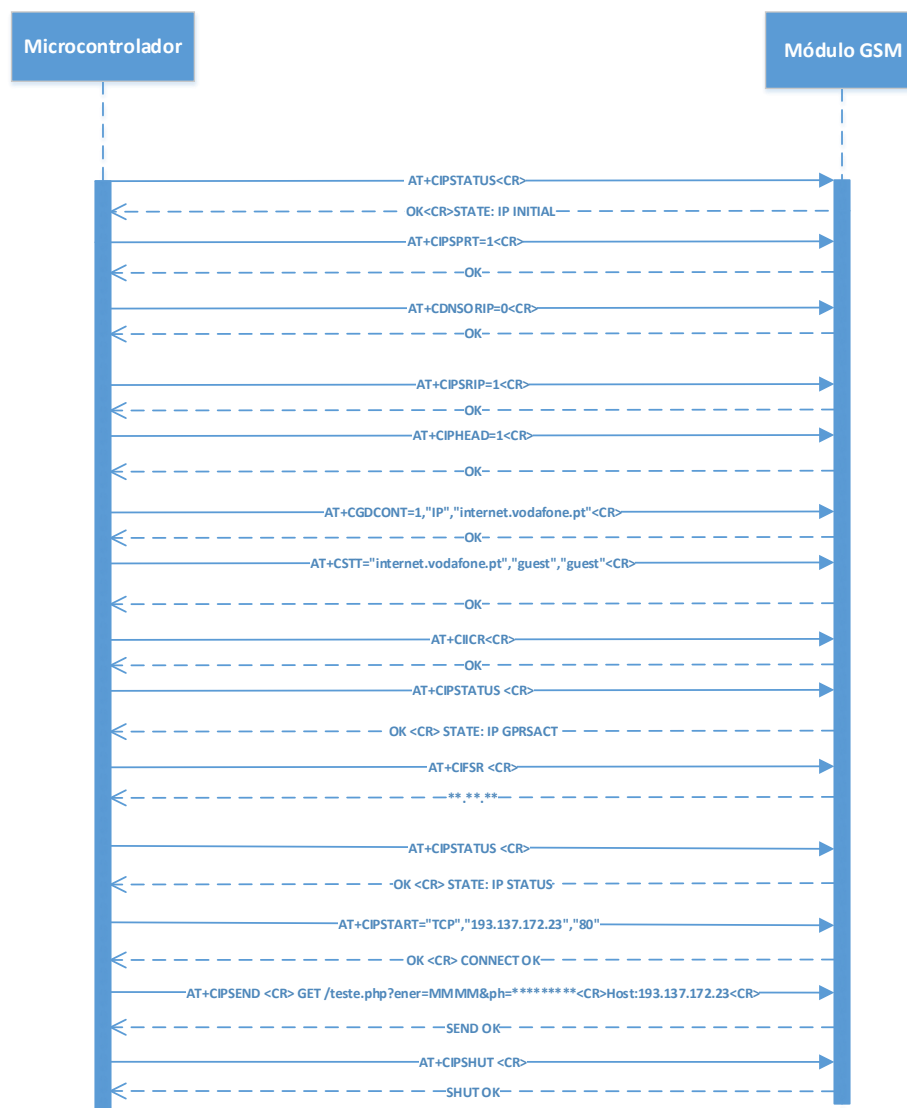 Microcontrolador
Módulo GSM
AT+CIPSTATUS<CR>
OK<CR>STATE: IP INITIAL
AT+CIPSPRT=1<CR>
OK
AT+CDNSORIP=0<CR>
OK
AT+CIPSRIP=1<CR>
OK
AT+CIPHEAD=1<CR>
OK
AT+CGDCONT=1,"IP","internet.vodafone.pt"<CR>
OK
AT+CSTT="internet.vodafone.pt","guest","guest"<CR>
OK
AT+CIICR<CR>
OK
AT+CIPSTATUS <CR>
OK <CR> STATE: IP GPRSACT
AT+CIFSR <CR>
**.**.**
AT+CIPSTATUS <CR>
OK <CR> STATE: IP STATUS
AT+CIPSTART="TCP","193.137.172.23","80"
OK <CR> CONNECT OK
AT+CIPSEND <CR> GET /teste.php?ener=MMMM&ph=*********<CR>Host:193.137.172.23<CR>
SEND OK
AT+CIPSHUT <CR>
SHUT OK